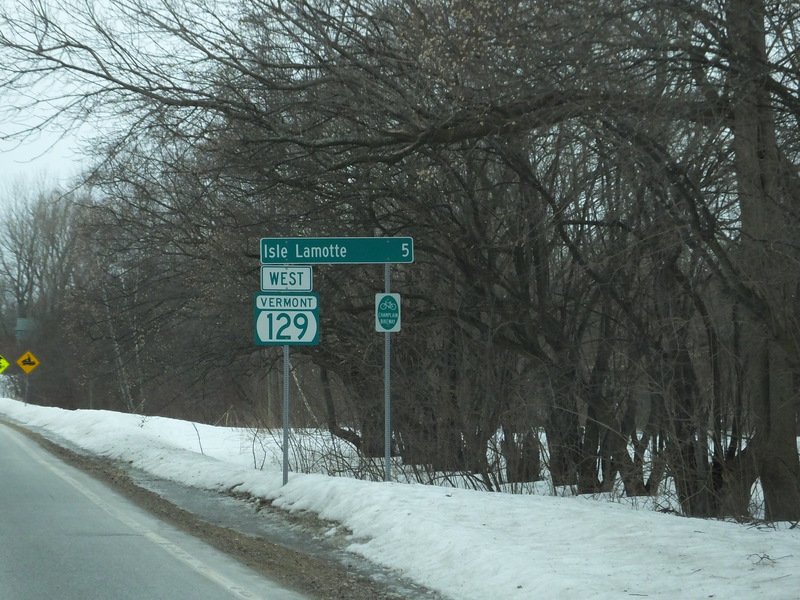 Isle Lamotte 5
WEST
VERMONT
129
CHAMPLAIN
BIKEWAY